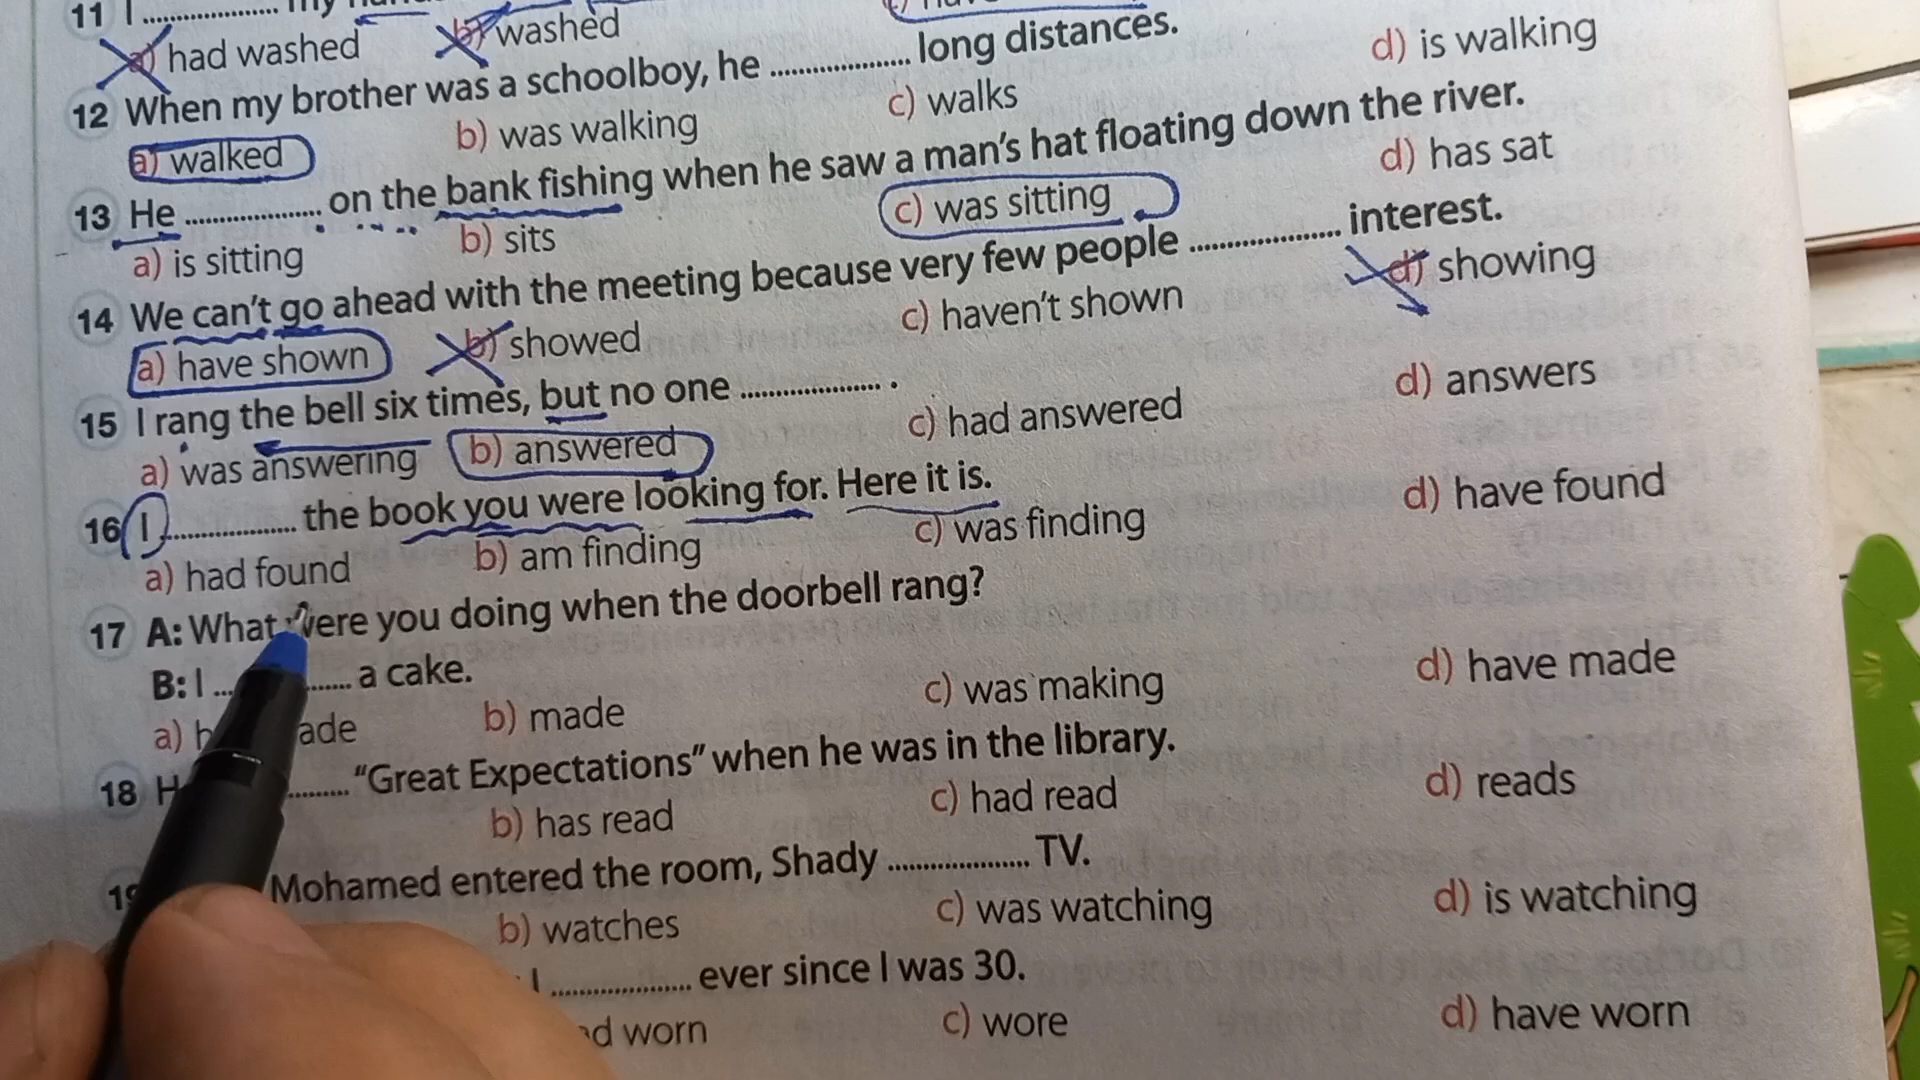 11 I .................... my
a) had washed b) washed
12 When my brother was a schoolboy, he .................... long distances.
a) walked b) was walking c) walks d) is walking
13 He .................... on the bank fishing when he saw a man's hat floating down the river.
a) is sitting b) sits c) was sitting d) has sat
14 We can't go ahead with the meeting because very few people .................... interest.
a) have shown b) showed c) haven't shown d) showing
15 I rang the bell six times, but no one .................... .
a) was answering b) answered c) had answered d) answers
16 I .................... the book you were looking for. Here it is.
a) had found b) am finding c) was finding d) have found
17 A: What were you doing when the doorbell rang?
B: I .................... a cake.
a) b) made c) was making d) have made
18 .................... "Great Expectations" when he was in the library.
b) has read c) had read d) reads
Mohamed entered the room, Shady .................... TV.
b) watches c) was watching d) is watching
I .................... ever since I was 30.
worn c) wore d) have worn